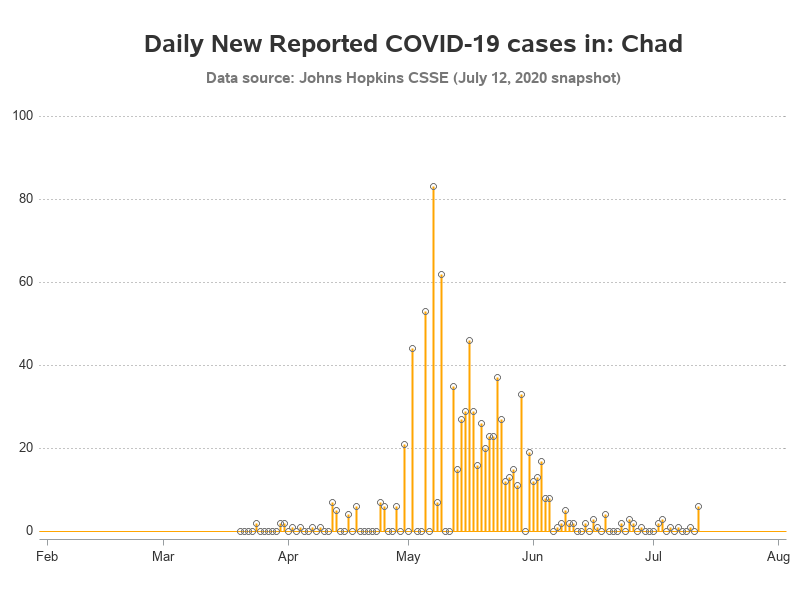 Daily New Reported COVID-19 cases in: Chad
Data source: Johns Hopkins CSSE (July 12, 2020 snapshot)
100
80
60
40
20
0
Feb Mar Apr May Jun Jul Aug